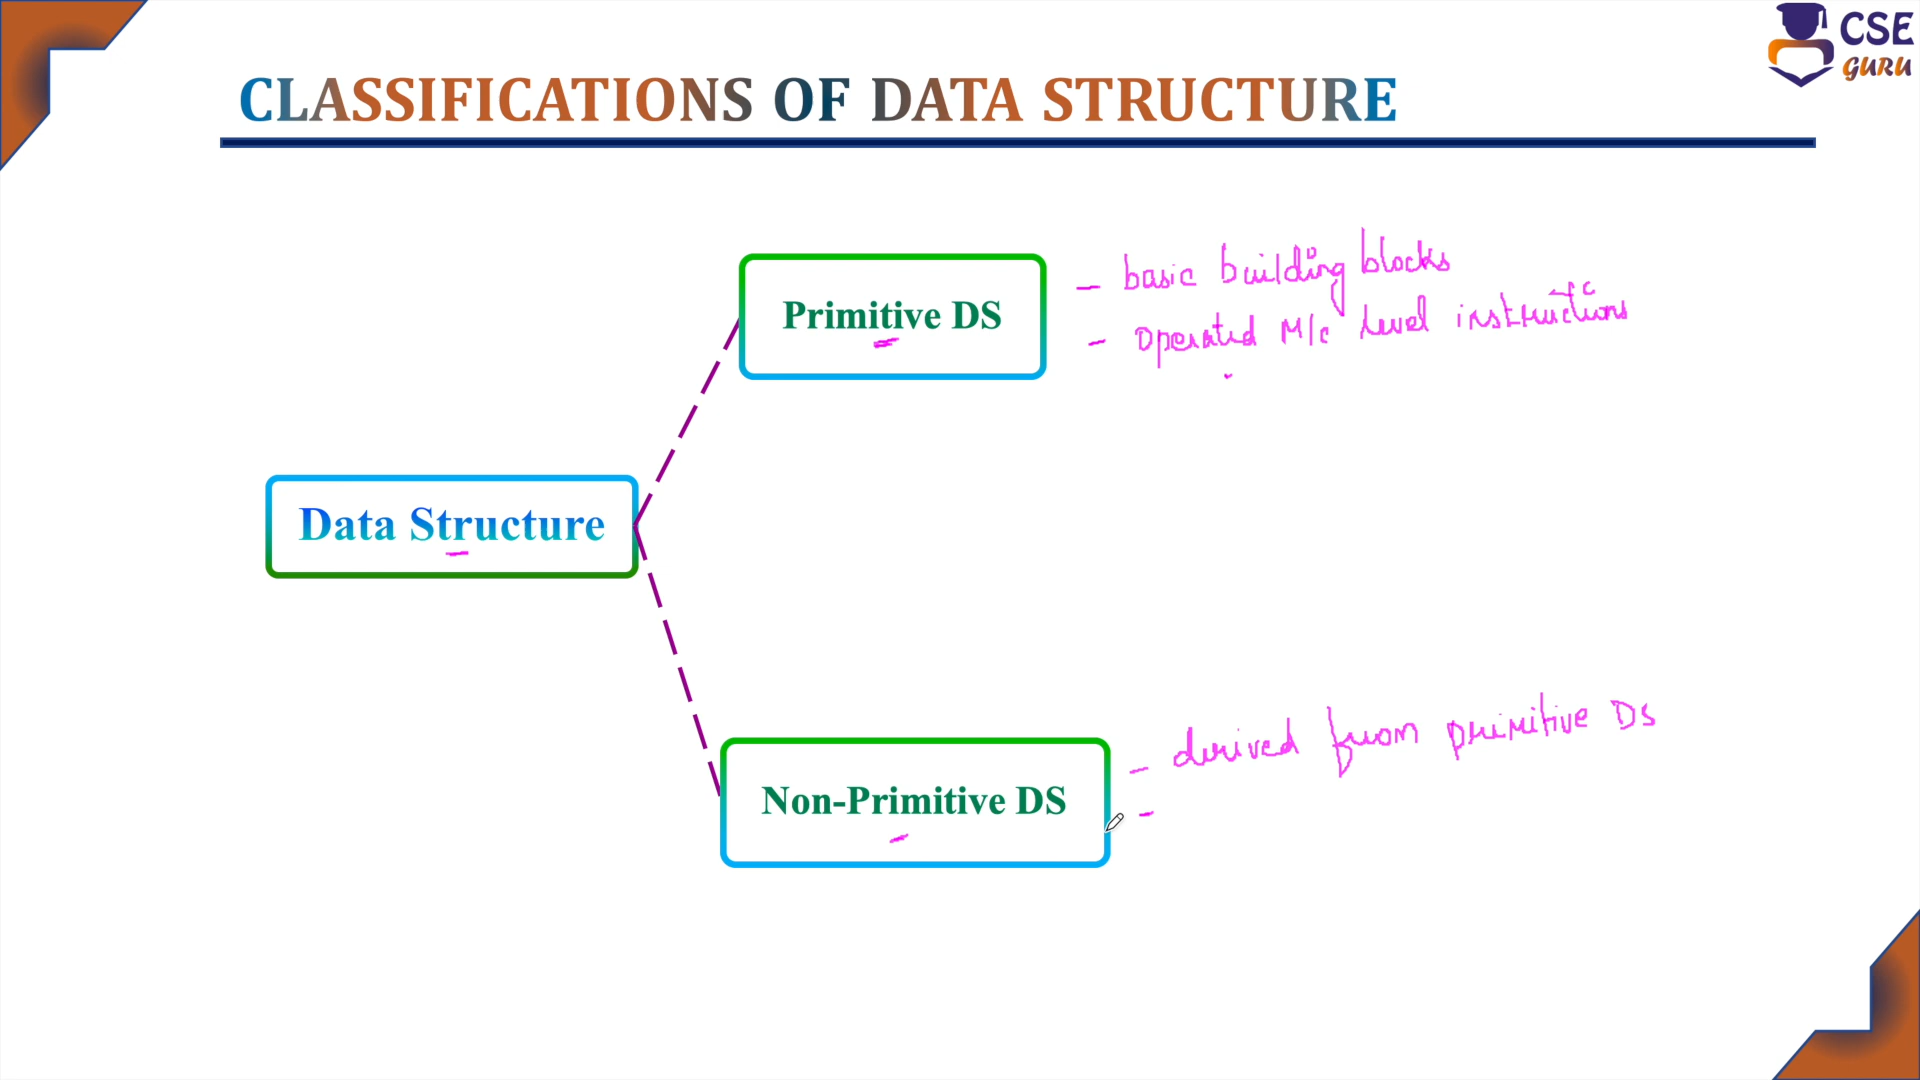 CSE
GURU
CLASSIFICATIONS OF DATA STRUCTURE
Primitive DS
- basic building blocks
- Operated M/c level instructions
Data Structure
Non-Primitive DS
- derived from primitive DS
-